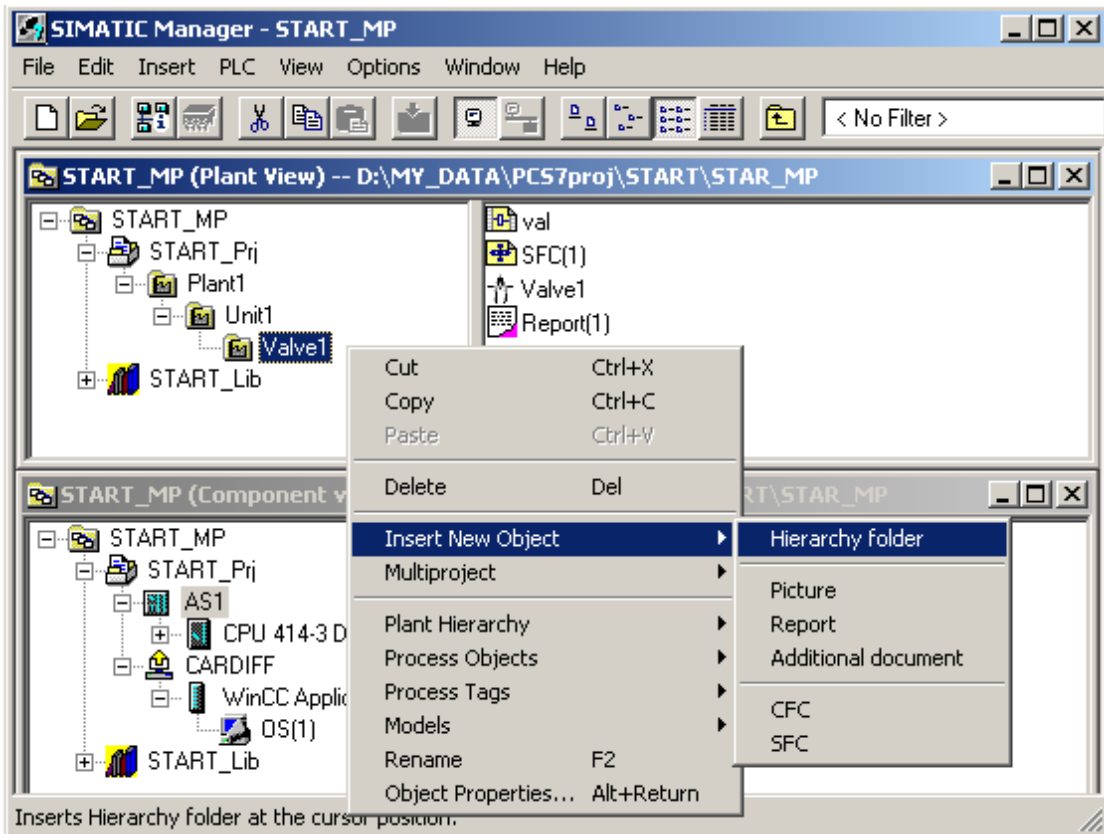 SIMATIC Manager - START_MP
File Edit Insert PLC View Options Window Help
< No Filter >
START_MP (Plant View) -- D:\MY_DATA\PCS7proj\START\STAR_MP
START_MP
START_Prj
Plant1
Unit1
Valve1
START_Lib
val
SFC(1)
Valve1
Report(1)
Cut Ctrl+X
Copy Ctrl+C
Paste Ctrl+V
Delete Del
Insert New Object
Multiproject
Plant Hierarchy
Process Objects
Process Tags
Models
Rename F2
Object Properties... Alt+Return
Hierarchy folder
Picture
Report
Additional document
CFC
SFC
START_MP (Component v
RT\STAR_MP
START_MP
START_Prj
AS1
CPU 414-3 D
CARDIFF
WinCC Applic
OS(1)
START_Lib
Inserts Hierarchy folder at the cursor position.